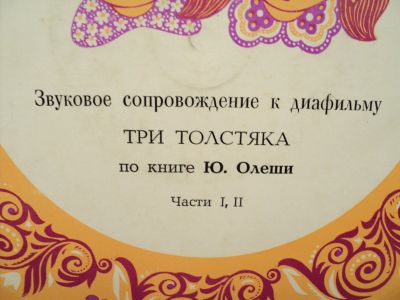 Звуковое сопровождение к диафильму
ТРИ ТОЛСТЯКА
по книге Ю. Олеши
Части I, II